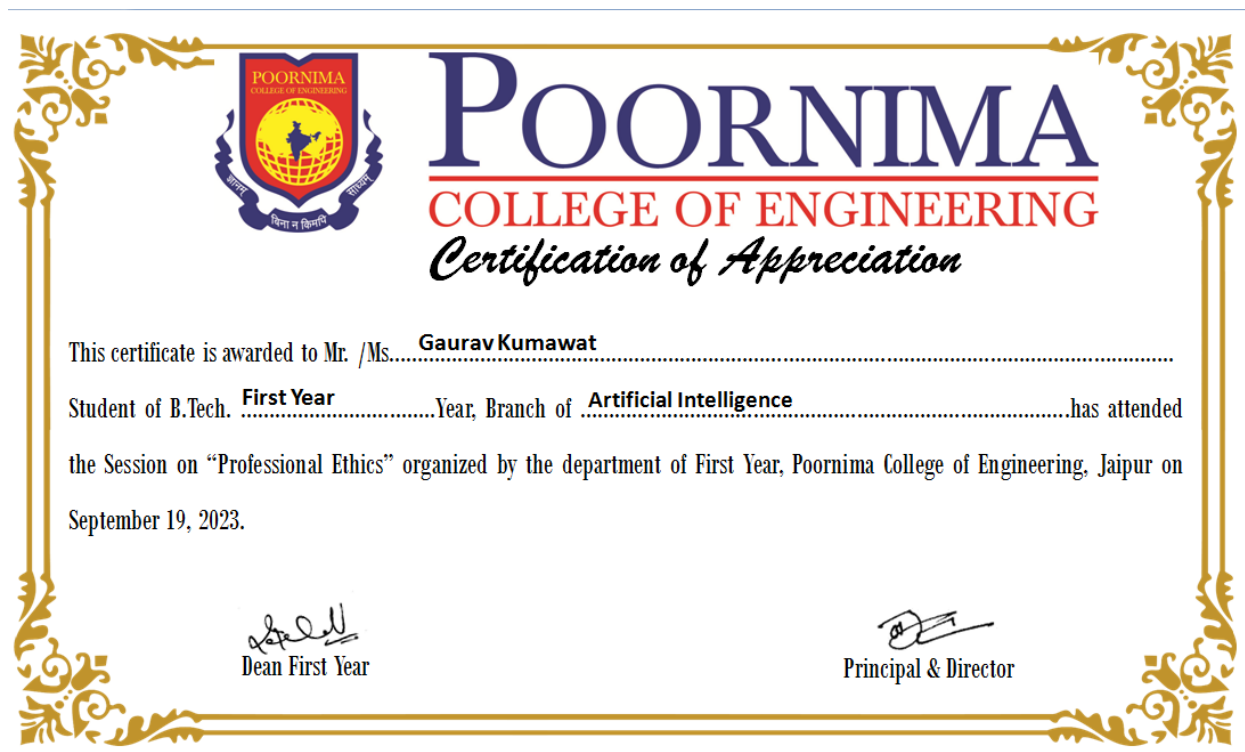 POORNIMA
COLLEGE OF ENGINEERING
ज्ञानम्
विना न किमपि
साध्यम्
POORNIMA
COLLEGE OF ENGINEERING
Certification of Appreciation
This certificate is awarded to Mr. /Ms....Gaurav Kumawat........................................................................
Student of B.Tech. First Year..........Year, Branch of ...Artificial Intelligence........................................has attended
the Session on “Professional Ethics” organized by the department of First Year, Poornima College of Engineering, Jaipur on
September 19, 2023.
Dean First Year
Principal & Director